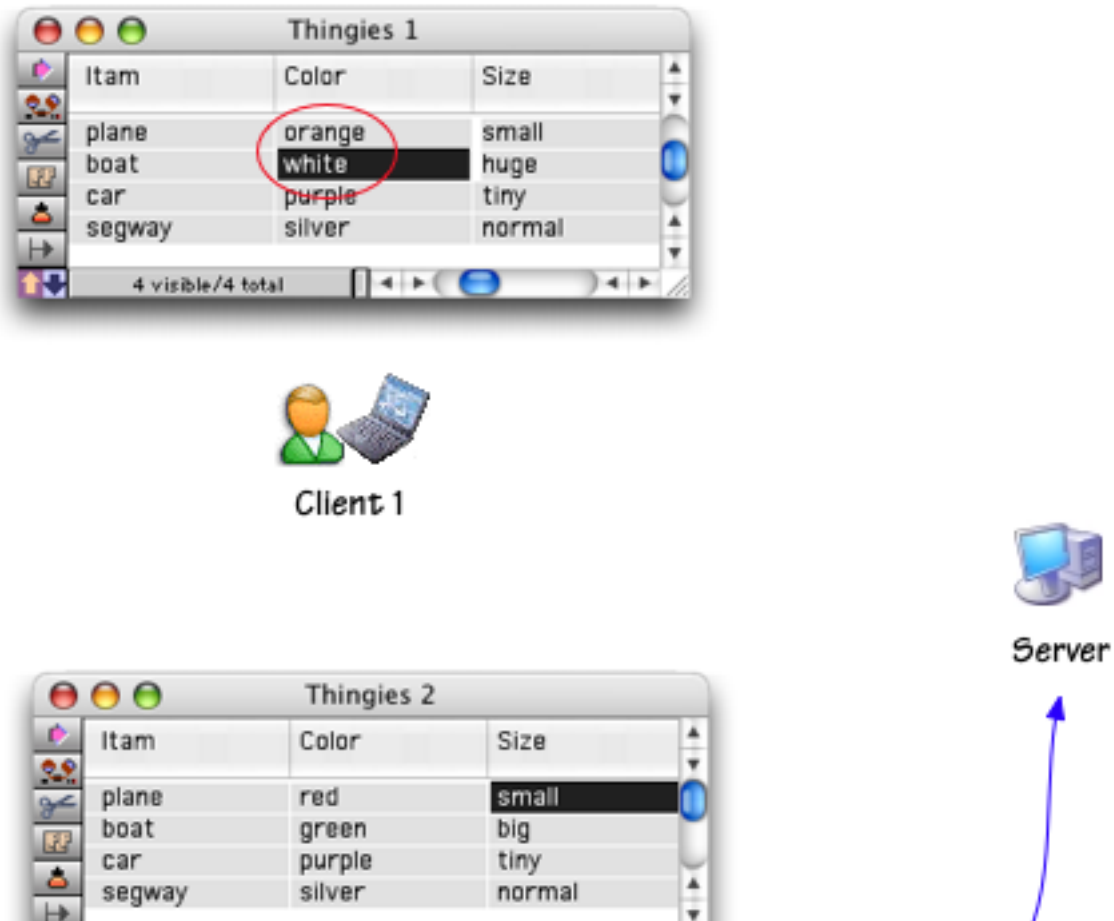 Thingies 1
Itam Color Size
plane orange small
boat white huge
car purple tiny
segway silver normal
4 visible/4 total
Client 1
Server
Thingies 2
Itam Color Size
plane red small
boat green big
car purple tiny
segway silver normal